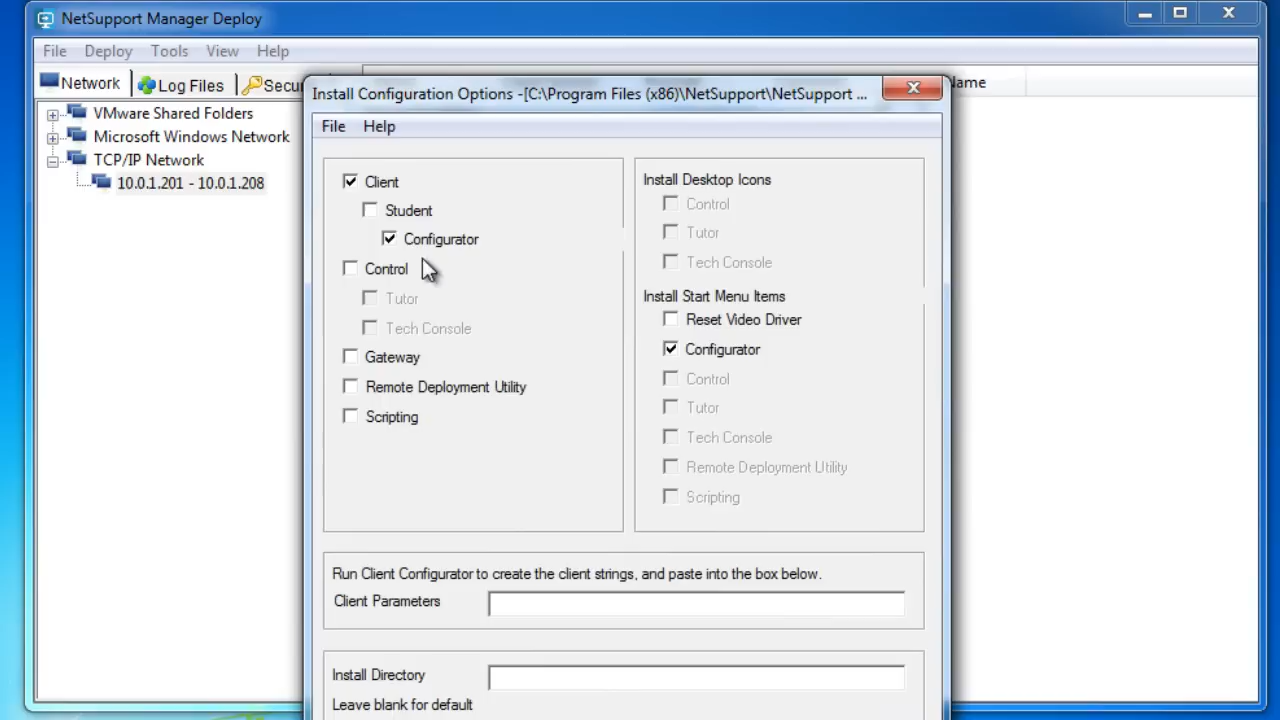 NetSupport Manager Deploy
File Deploy Tools View Help
Network Log Files Secu
VMware Shared Folders
Microsoft Windows Network
TCP/IP Network
10.0.1.201 - 10.0.1.208
Install Configuration Options -[C:\Program Files (x86)\NetSupport\NetSupport ...
File Help
Client
Student
Configurator
Control
Tutor
Tech Console
Gateway
Remote Deployment Utility
Scripting
Install Desktop Icons
Control
Tutor
Tech Console
Install Start Menu Items
Reset Video Driver
Configurator
Control
Tutor
Tech Console
Remote Deployment Utility
Scripting
Run Client Configurator to create the client strings, and paste into the box below.
Client Parameters
Install Directory
Leave blank for default